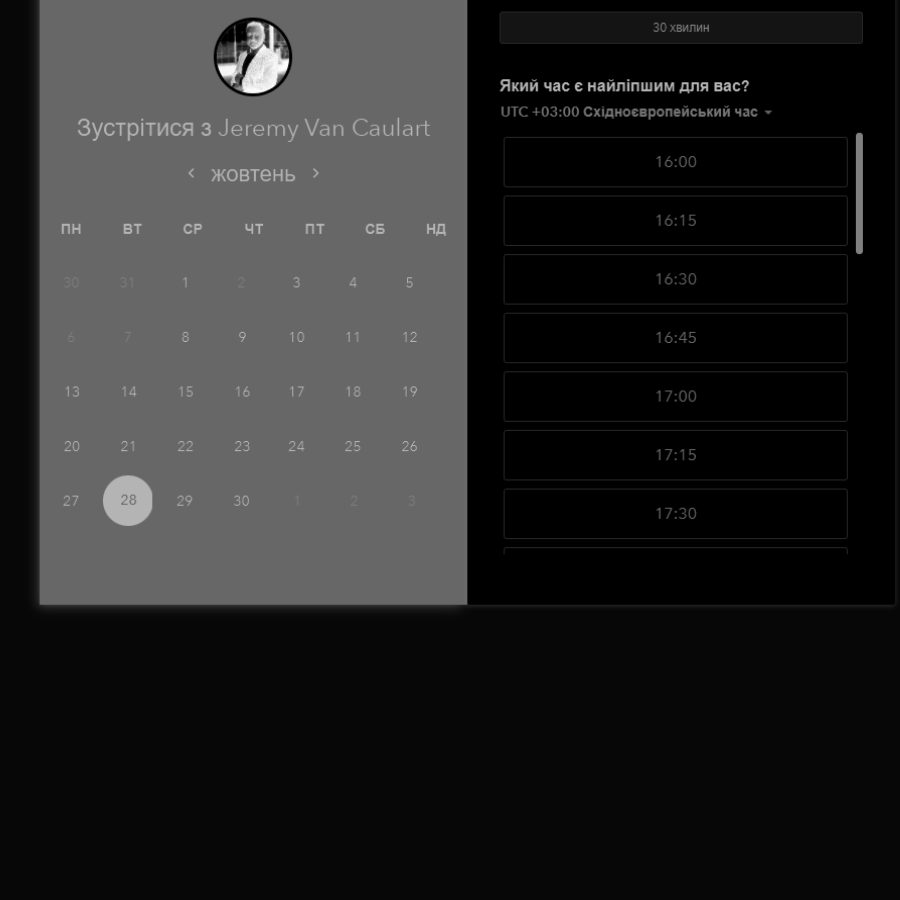 Зустрітися з Jeremy Van Caulart
жовтень
ПН ВТ СР ЧТ ПТ СБ НД
30 31 1 2 3 4 5
6 7 8 9 10 11 12
13 14 15 16 17 18 19
20 21 22 23 24 25 26
27 28 29 30 1 2 3
30 хвилин
Який час є найліпшим для вас?
UTC +03:00 Східноєвропейський час
16:00
16:15
16:30
16:45
17:00
17:15
17:30